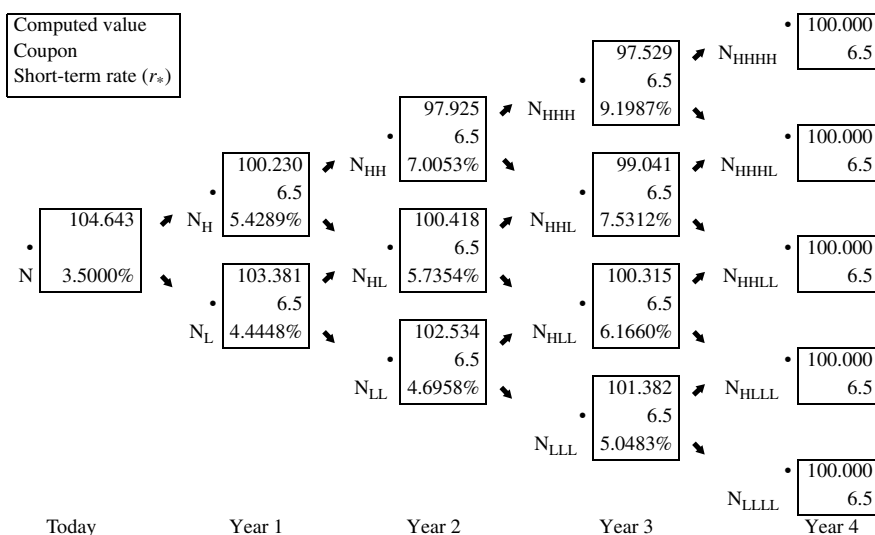 Computed value
Coupon
Short-term rate (r*)
104.643
N 3.5000%
100.230
6.5
N_H 5.4289%
103.381
6.5
N_L 4.4448%
97.925
6.5
N_HH 7.0053%
100.418
6.5
N_HL 5.7354%
102.534
6.5
N_LL 4.6958%
97.529
6.5
N_HHH 9.1987%
99.041
6.5
N_HHL 7.5312%
100.315
6.5
N_HLL 6.1660%
101.382
6.5
N_LLL 5.0483%
100.000
N_HHHH 6.5
100.000
N_HHHL 6.5
100.000
N_HHLL 6.5
100.000
N_HLLL 6.5
100.000
N_LLLL 6.5
Today Year 1 Year 2 Year 3 Year 4